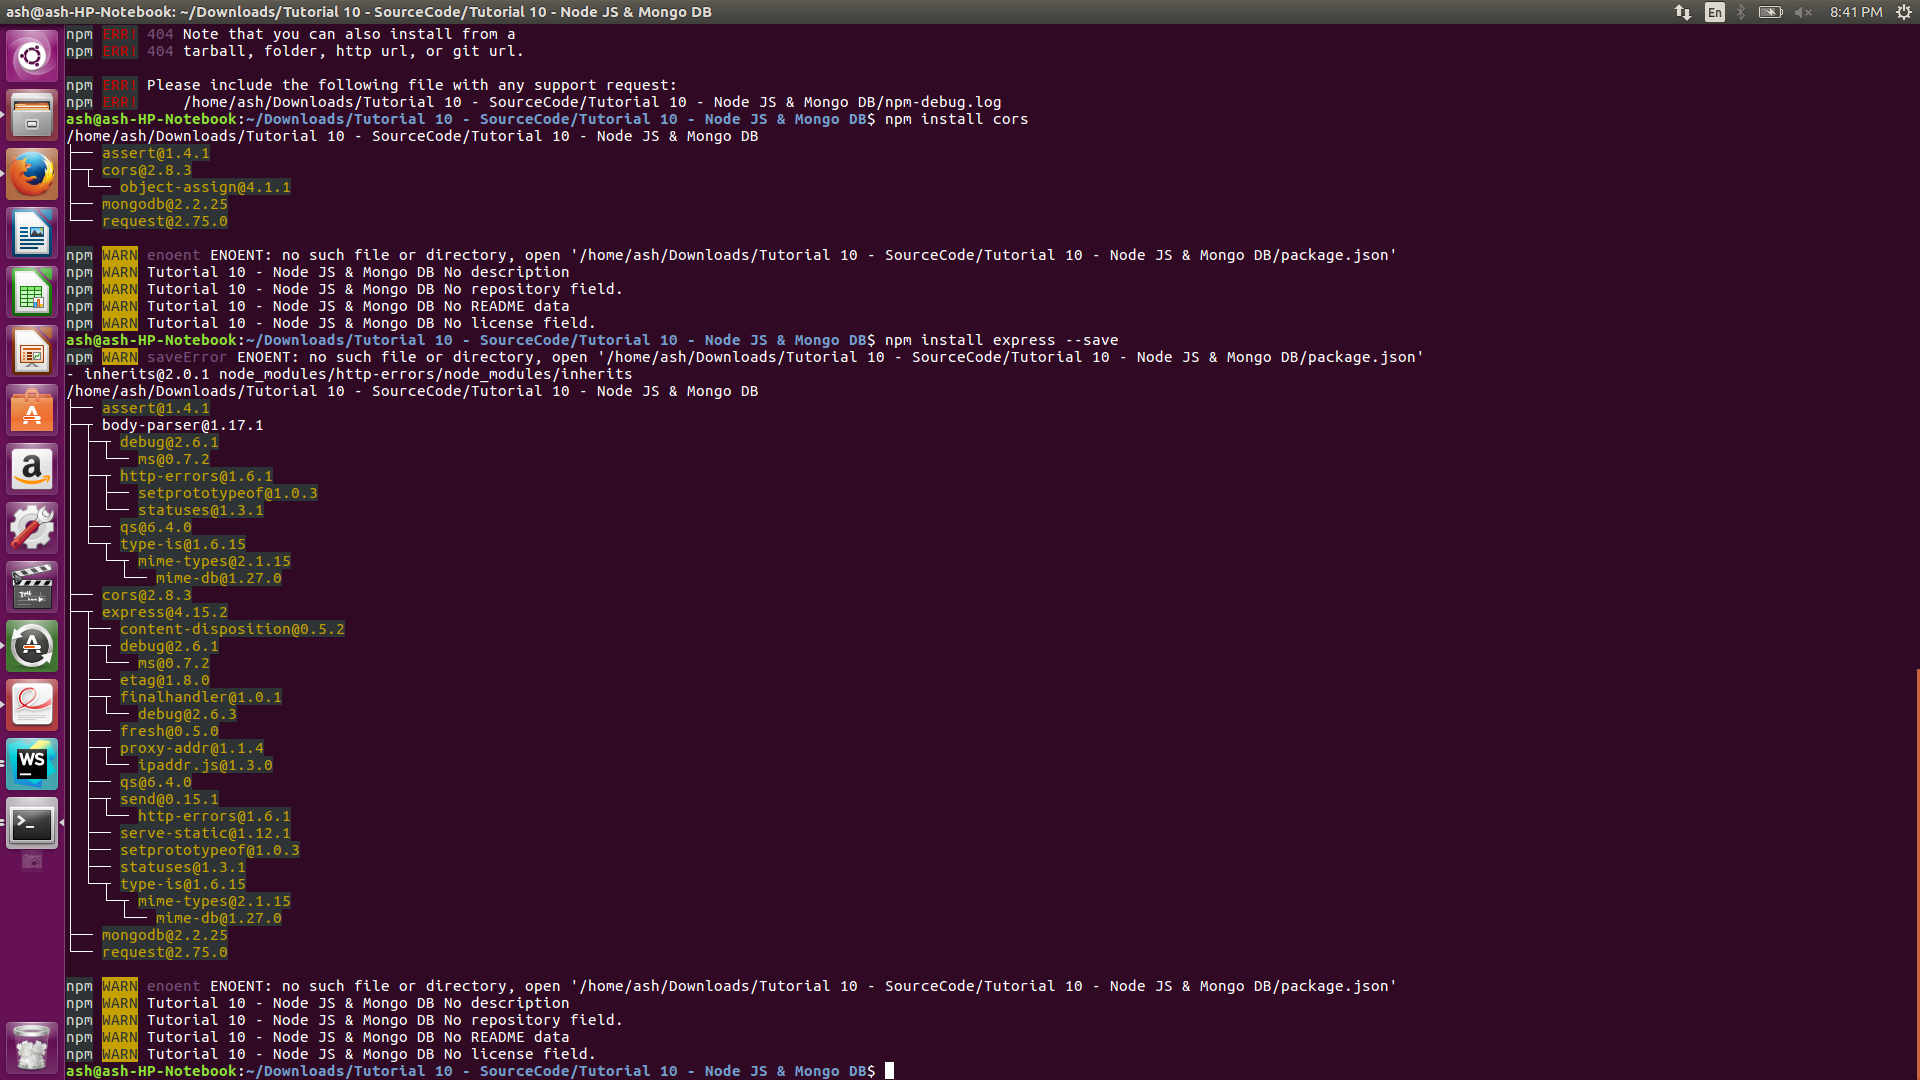 ash@ash-HP-Notebook: ~/Downloads/Tutorial 10 - SourceCode/Tutorial 10 - Node JS & Mongo DB
En
8:41 PM
npm ERR! 404 Note that you can also install from a
npm ERR! 404 tarball, folder, http url, or git url.
npm ERR! Please include the following file with any support request:
npm ERR!     /home/ash/Downloads/Tutorial 10 - SourceCode/Tutorial 10 - Node JS & Mongo DB/npm-debug.log
ash@ash-HP-Notebook:~/Downloads/Tutorial 10 - SourceCode/Tutorial 10 - Node JS & Mongo DB$ npm install cors
/home/ash/Downloads/Tutorial 10 - SourceCode/Tutorial 10 - Node JS & Mongo DB
├── assert@1.4.1
├─┬ cors@2.8.3
│ └── object-assign@4.1.1
├── mongodb@2.2.25
└── request@2.75.0
npm WARN enoent ENOENT: no such file or directory, open '/home/ash/Downloads/Tutorial 10 - SourceCode/Tutorial 10 - Node JS & Mongo DB/package.json'
npm WARN Tutorial 10 - Node JS & Mongo DB No description
npm WARN Tutorial 10 - Node JS & Mongo DB No repository field.
npm WARN Tutorial 10 - Node JS & Mongo DB No README data
npm WARN Tutorial 10 - Node JS & Mongo DB No license field.
ash@ash-HP-Notebook:~/Downloads/Tutorial 10 - SourceCode/Tutorial 10 - Node JS & Mongo DB$ npm install express --save
npm WARN saveError ENOENT: no such file or directory, open '/home/ash/Downloads/Tutorial 10 - SourceCode/Tutorial 10 - Node JS & Mongo DB/package.json'
- inherits@2.0.1 node_modules/http-errors/node_modules/inherits
/home/ash/Downloads/Tutorial 10 - SourceCode/Tutorial 10 - Node JS & Mongo DB
├── assert@1.4.1
├─┬ body-parser@1.17.1
│ ├─┬ debug@2.6.1
│ │ └── ms@0.7.2
│ ├─┬ http-errors@1.6.1
│ │ ├── setprototypeof@1.0.3
│ │ └── statuses@1.3.1
│ ├── qs@6.4.0
│ └─┬ type-is@1.6.15
│   └─┬ mime-types@2.1.15
│     └── mime-db@1.27.0
├── cors@2.8.3
├─┬ express@4.15.2
│ ├── content-disposition@0.5.2
│ ├─┬ debug@2.6.1
│ │ └── ms@0.7.2
│ ├── etag@1.8.0
│ ├─┬ finalhandler@1.0.1
│ │ └── debug@2.6.3
│ ├── fresh@0.5.0
│ ├─┬ proxy-addr@1.1.4
│ │ └── ipaddr.js@1.3.0
│ ├── qs@6.4.0
│ ├─┬ send@0.15.1
│ │ └── http-errors@1.6.1
│ ├── serve-static@1.12.1
│ ├── setprototypeof@1.0.3
│ ├── statuses@1.3.1
│ └─┬ type-is@1.6.15
│   └─┬ mime-types@2.1.15
│     └── mime-db@1.27.0
├── mongodb@2.2.25
└── request@2.75.0
npm WARN enoent ENOENT: no such file or directory, open '/home/ash/Downloads/Tutorial 10 - SourceCode/Tutorial 10 - Node JS & Mongo DB/package.json'
npm WARN Tutorial 10 - Node JS & Mongo DB No description
npm WARN Tutorial 10 - Node JS & Mongo DB No repository field.
npm WARN Tutorial 10 - Node JS & Mongo DB No README data
npm WARN Tutorial 10 - Node JS & Mongo DB No license field.
ash@ash-HP-Notebook:~/Downloads/Tutorial 10 - SourceCode/Tutorial 10 - Node JS & Mongo DB$
a
WS